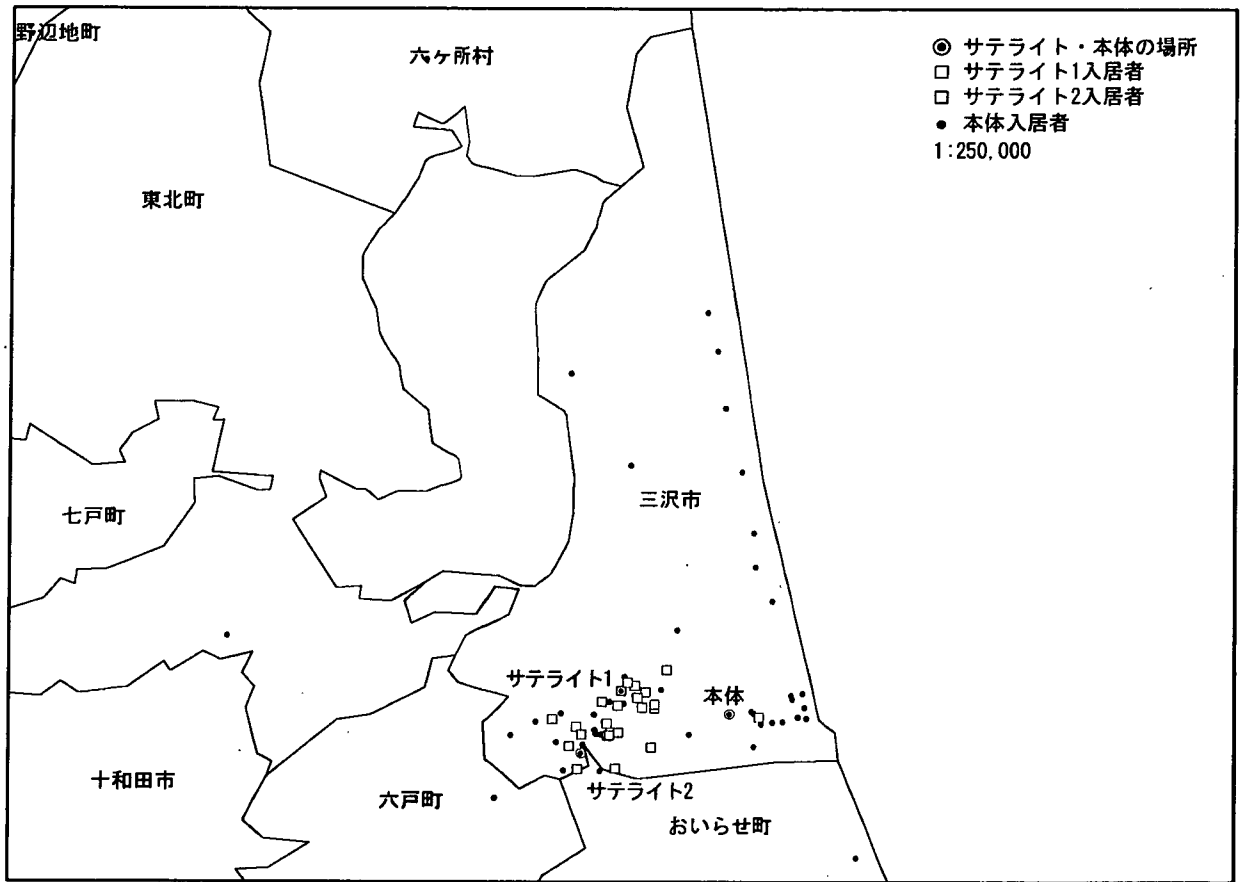 野辺地町
六ヶ所村
◎ サテライト・本体の場所
□ サテライト1入居者
□ サテライト2入居者
● 本体入居者
1:250,000
東北町
三沢市
七戸町
サテライト1
本体
十和田市
六戸町
サテライト2
おいらせ町